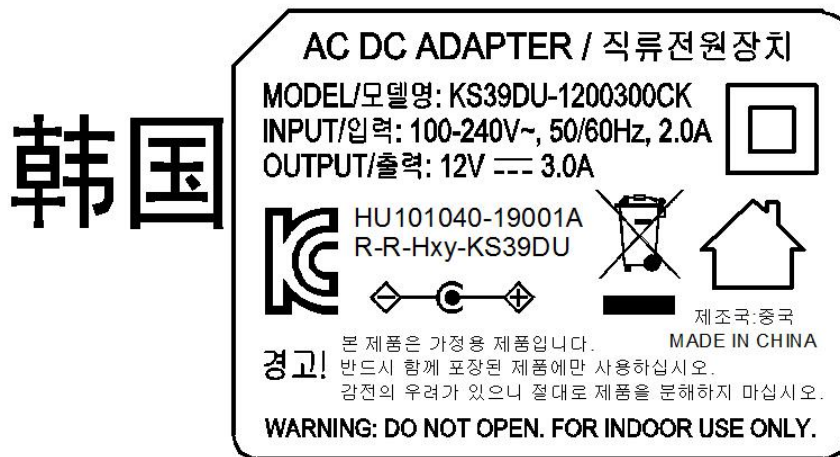 韩国
AC DC ADAPTER / 직류전원장치
MODEL/모델명: KS39DU-1200300CK
INPUT/입력: 100-240V~, 50/60Hz, 2.0A
OUTPUT/출력: 12V ⎓ 3.0A
HU101040-19001A
R-R-Hxy-KS39DU
제조국:중국
MADE IN CHINA
경고!
본 제품은 가정용 제품입니다.
반드시 함께 포장된 제품에만 사용하십시오.
감전의 우려가 있으니 절대로 제품을 분해하지 마십시오.
WARNING: DO NOT OPEN. FOR INDOOR USE ONLY.